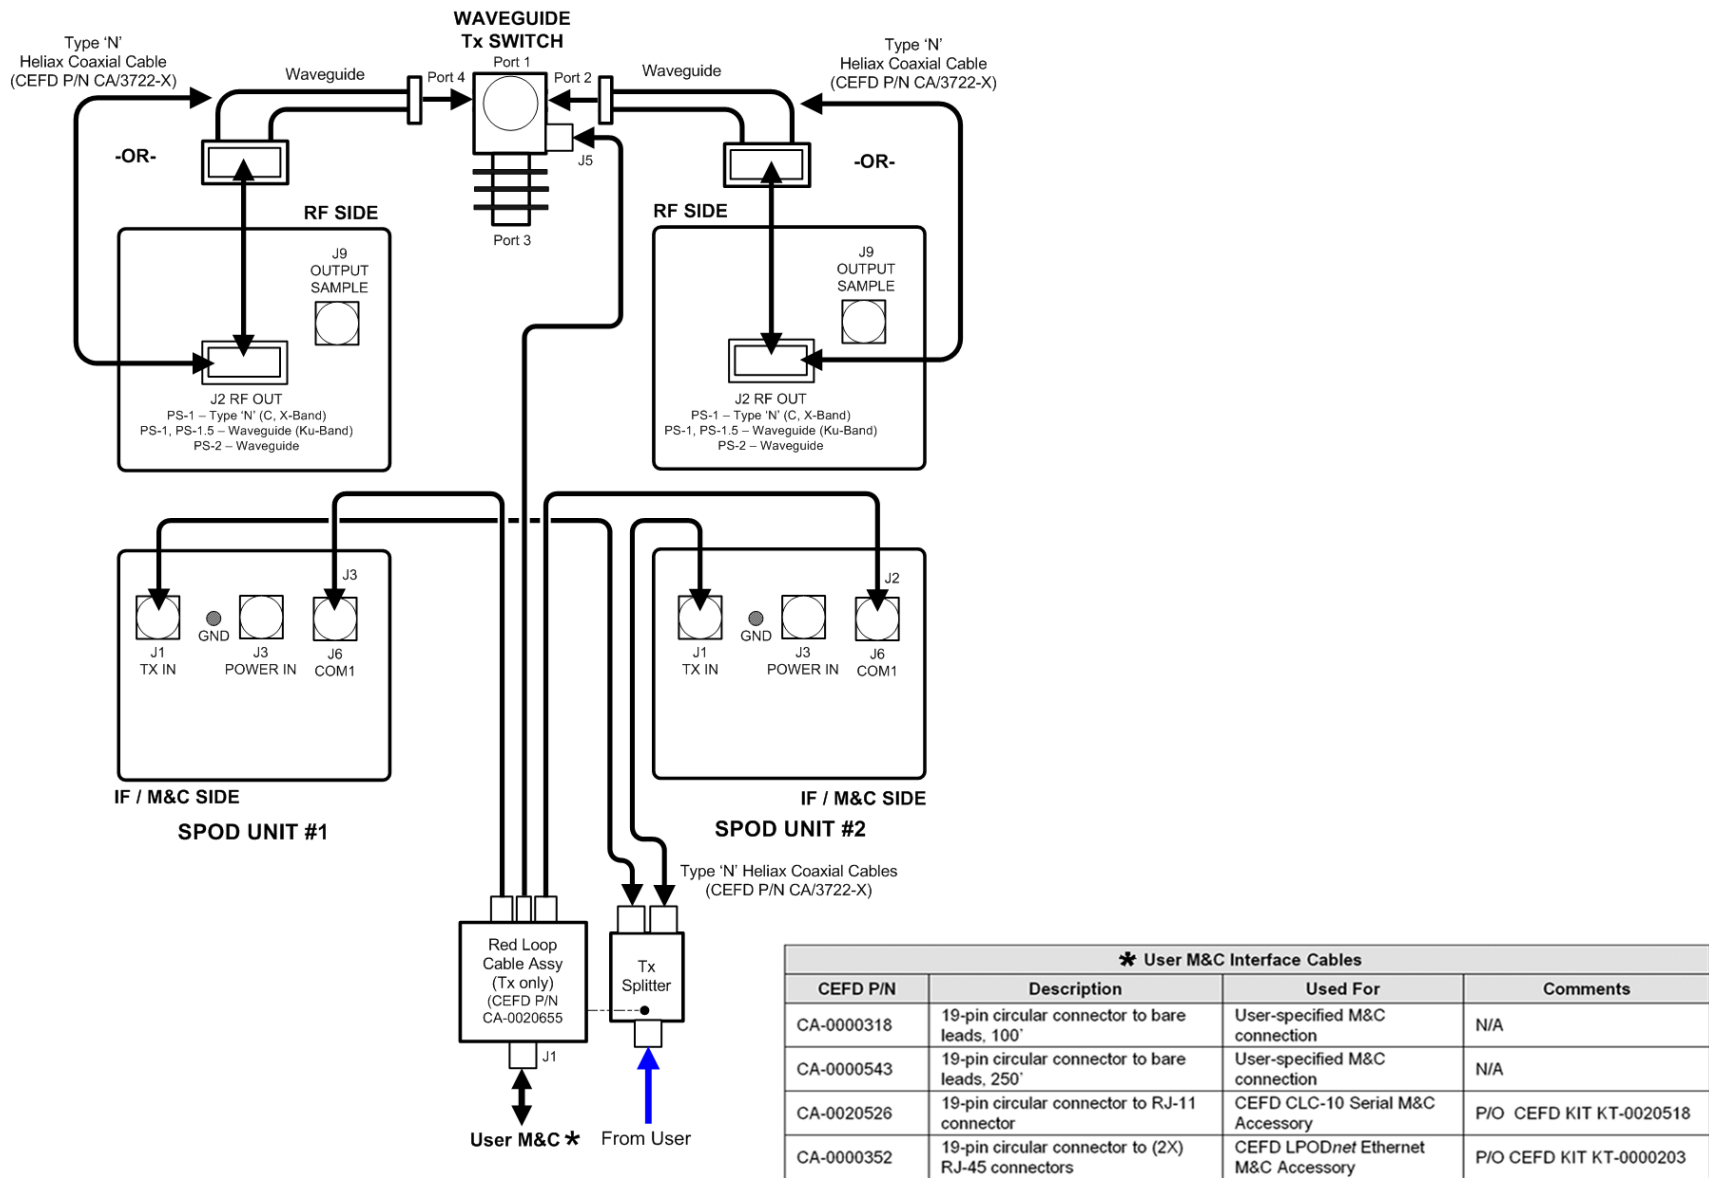 WAVEGUIDE
Tx SWITCH
Type ‘N’
Heliax Coaxial Cable
(CEFD P/N CA/3722-X)
Waveguide
Port 4
Port 1
Port 2
Waveguide
Type ‘N’
Heliax Coaxial Cable
(CEFD P/N CA/3722-X)
-OR-
J5
-OR-
RF SIDE
Port 3
RF SIDE
J9
OUTPUT
SAMPLE
J9
OUTPUT
SAMPLE
J2 RF OUT
PS-1 – Type ‘N’ (C, X-Band)
PS-1, PS-1.5 – Waveguide (Ku-Band)
PS-2 – Waveguide
J2 RF OUT
PS-1 – Type ‘N’ (C, X-Band)
PS-1, PS-1.5 – Waveguide (Ku-Band)
PS-2 – Waveguide
J3
GND
J1
TX IN
J3
POWER IN
J6
COM1
IF / M&C SIDE
SPOD UNIT #1
J2
GND
J1
TX IN
J3
POWER IN
J6
COM1
IF / M&C SIDE
SPOD UNIT #2
Type ‘N’ Heliax Coaxial Cables
(CEFD P/N CA/3722-X)
Red Loop
Cable Assy
(Tx only)
(CEFD P/N
CA-0020655
J1
Tx
Splitter
User M&C *
From User
* User M&C Interface Cables
CEFD P/N Description Used For Comments
CA-0000318 19-pin circular connector to bare leads, 100` User-specified M&C connection N/A
CA-0000543 19-pin circular connector to bare leads, 250` User-specified M&C connection N/A
CA-0020526 19-pin circular connector to RJ-11 connector CEFD CLC-10 Serial M&C Accessory P/O CEFD KIT KT-0020518
CA-0000352 19-pin circular connector to (2X) RJ-45 connectors CEFD LPODnet Ethernet M&C Accessory P/O CEFD KIT KT-0000203